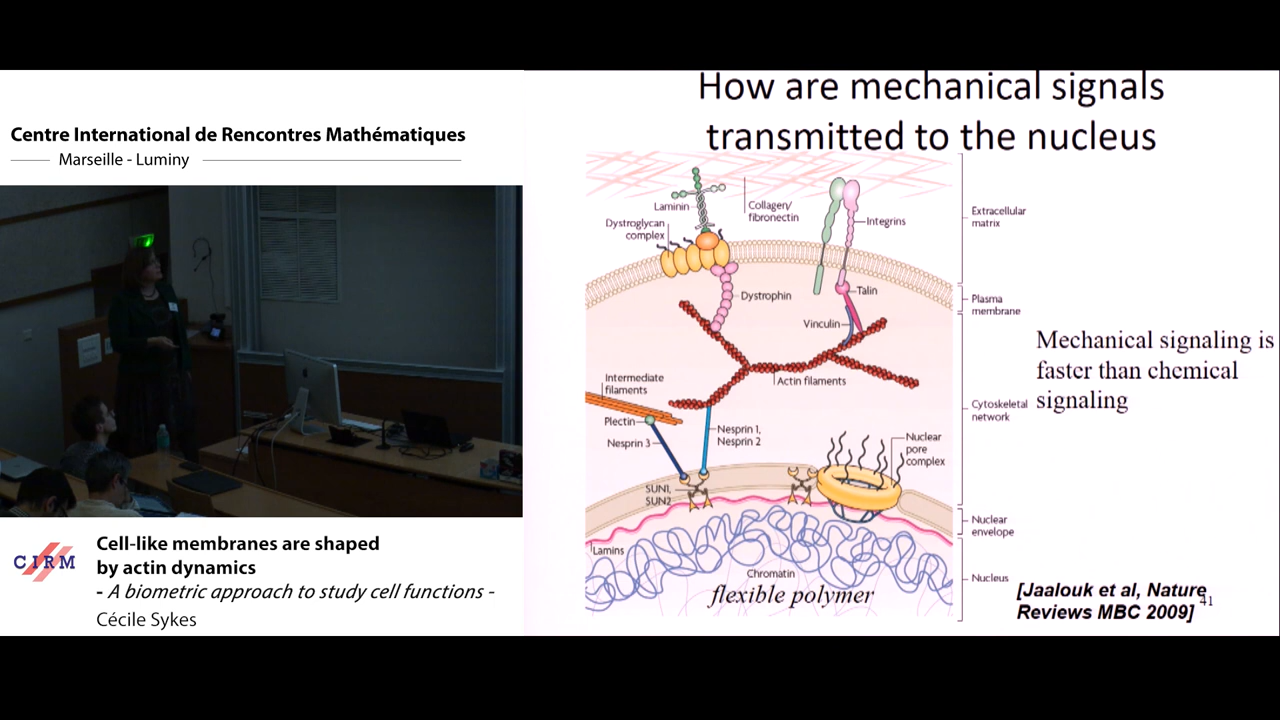 Centre International de Rencontres Mathématiques
Marseille - Luminy
CIRM
Cell-like membranes are shaped
by actin dynamics
- A biometric approach to study cell functions -
Cécile Sykes
How are mechanical signals
transmitted to the nucleus
Laminin
Collagen/
fibronectin
Dystroglycan
complex
Integrins
Extracellular
matrix
Dystrophin
Talin
Plasma
membrane
Vinculin
Mechanical signaling is
faster than chemical
signaling
Intermediate
filaments
Actin filaments
Cytoskeletal
network
Plectin
Nesprin 1,
Nesprin 2
Nesprin 3
Nuclear
pore
complex
SUN1,
SUN2
Nuclear
envelope
Lamins
Chromatin
Nucleus
flexible polymer
[Jaalouk et al, Nature
Reviews MBC 2009]
41